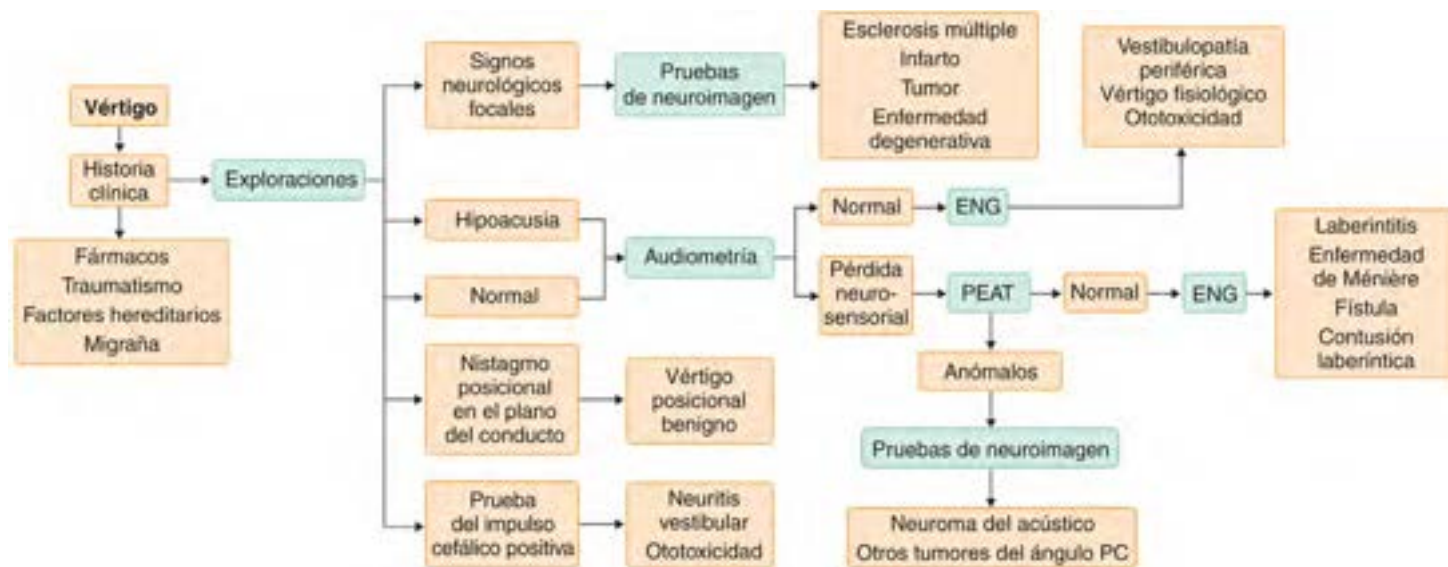 Vértigo
Historia
clínica
Fármacos
Traumatismo
Factores hereditarios
Migraña
Exploraciones
Signos
neurológicos
focales
Pruebas
de neuroimagen
Esclerosis múltiple
Infarto
Tumor
Enfermedad
degenerativa
Hipoacusia
Normal
Audiometría
Normal
ENG
Vestibulopatía
periférica
Vértigo fisiológico
Ototoxicidad
Pérdida
neuro-
sensorial
PEAT
Normal
ENG
Laberintitis
Enfermedad
de Ménière
Fístula
Contusión
laberíntica
Anómalos
Pruebas de neuroimagen
Neuroma del acústico
Otros tumores del ángulo PC
Nistagmo
posicional
en el plano
del conducto
Vértigo
posicional
benigno
Prueba
del impulso
cefálico positiva
Neuritis
vestibular
Ototoxicidad